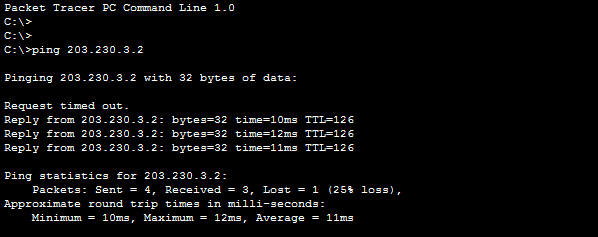 Packet Tracer PC Command Line 1.0
C:\>
C:\>
C:\>ping 203.230.3.2
Pinging 203.230.3.2 with 32 bytes of data:
Request timed out.
Reply from 203.230.3.2: bytes=32 time=10ms TTL=126
Reply from 203.230.3.2: bytes=32 time=12ms TTL=126
Reply from 203.230.3.2: bytes=32 time=11ms TTL=126
Ping statistics for 203.230.3.2:
Packets: Sent = 4, Received = 3, Lost = 1 (25% loss),
Approximate round trip times in milli-seconds:
Minimum = 10ms, Maximum = 12ms, Average = 11ms